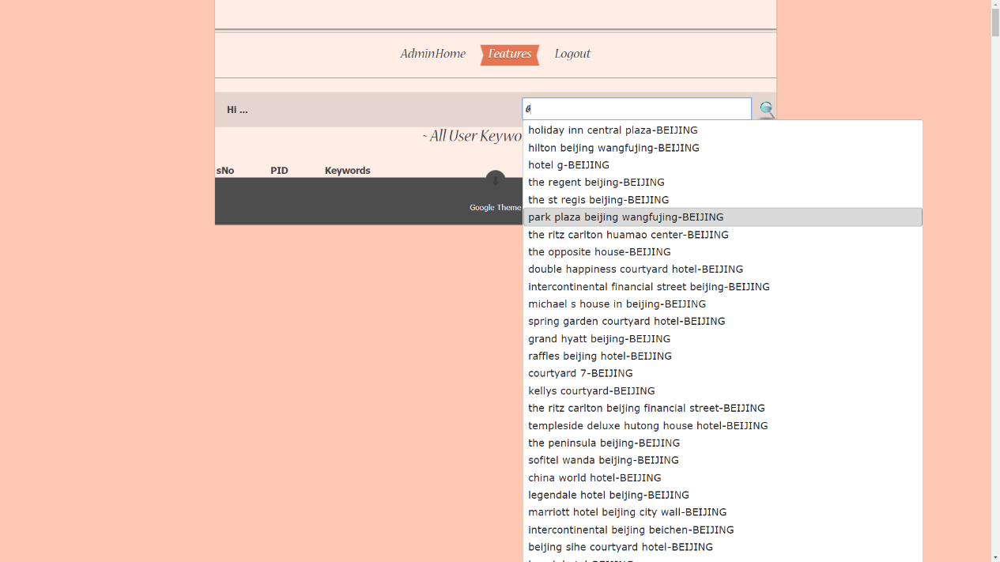 AdminHome Features Logout
Hi ...
~ All User Keywo
sNo PID Keywords
Google Theme
holiday inn central plaza-BEIJING
hilton beijing wangfujing-BEIJING
hotel g-BEIJING
the regent beijing-BEIJING
the st regis beijing-BEIJING
park plaza beijing wangfujing-BEIJING
the ritz carlton huamao center-BEIJING
the opposite house-BEIJING
double happiness courtyard hotel-BEIJING
intercontinental financial street beijing-BEIJING
michael s house in beijing-BEIJING
spring garden courtyard hotel-BEIJING
grand hyatt beijing-BEIJING
raffles beijing hotel-BEIJING
courtyard 7-BEIJING
kellys courtyard-BEIJING
the ritz carlton beijing financial street-BEIJING
templeside deluxe hutong house hotel-BEIJING
the peninsula beijing-BEIJING
sofitel wanda beijing-BEIJING
china world hotel-BEIJING
legendale hotel beijing-BEIJING
marriott hotel beijing city wall-BEIJING
intercontinental beijing beichen-BEIJING
beijing sihe courtyard hotel-BEIJING